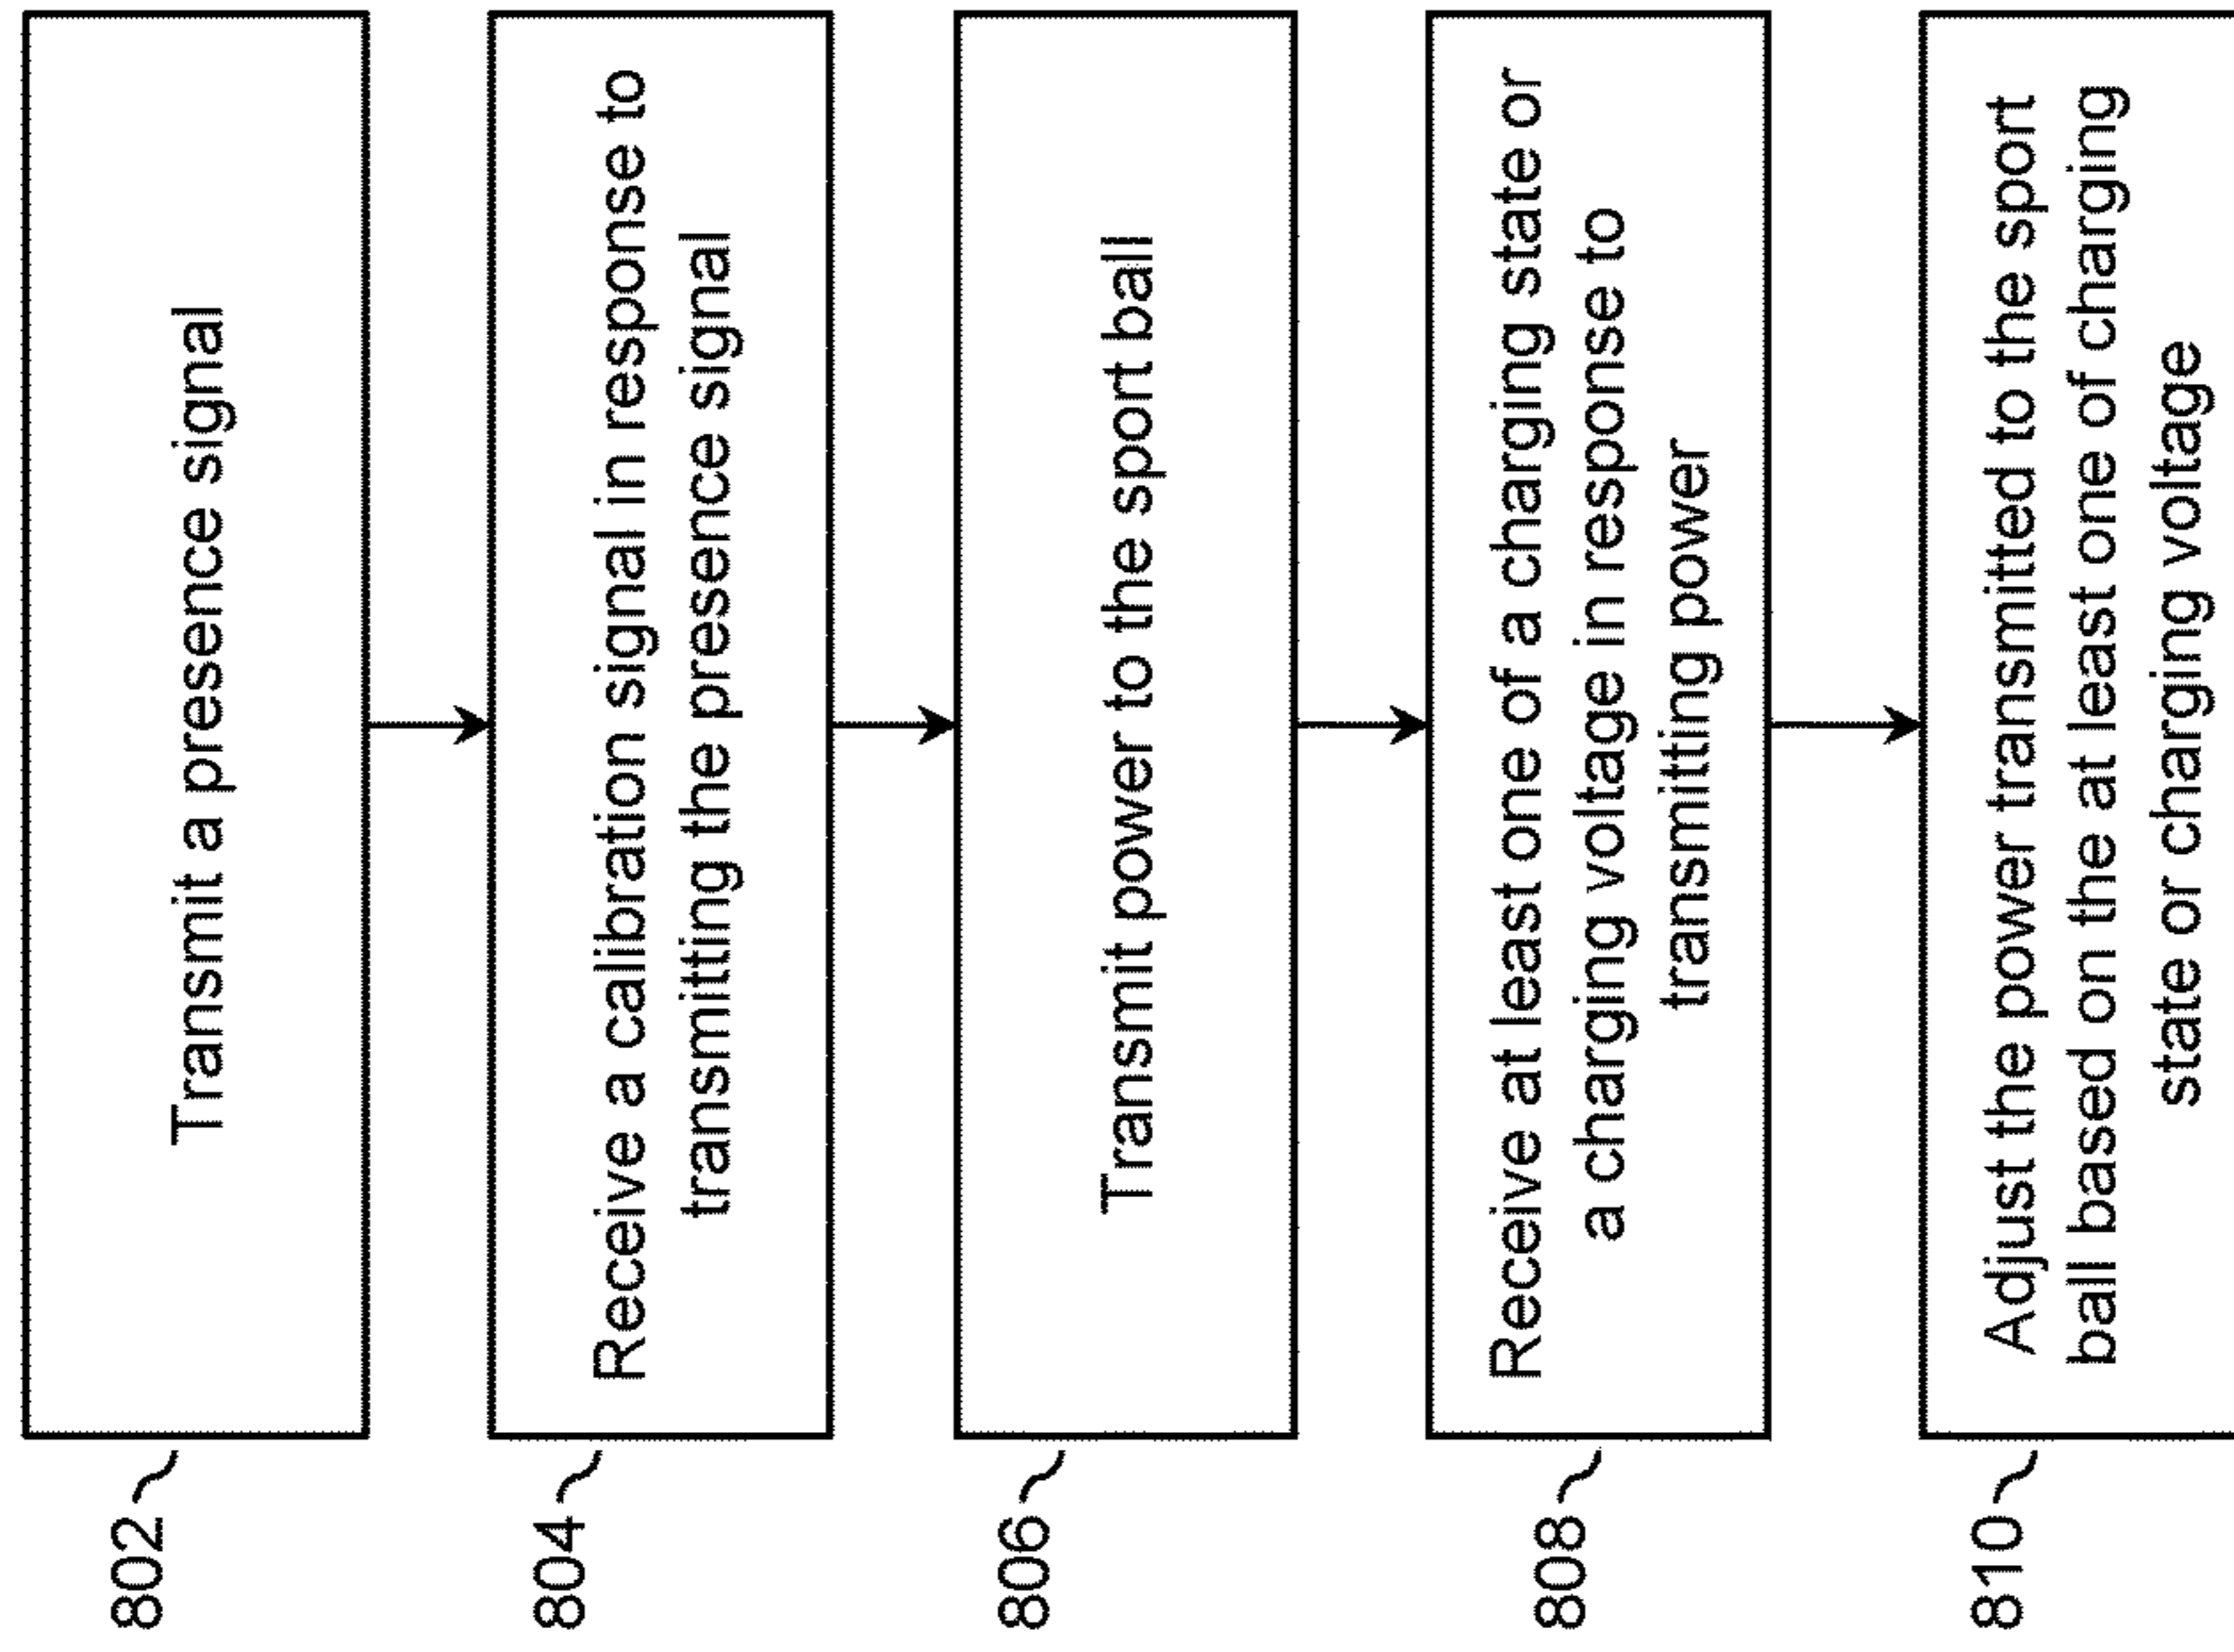 802
Transmit a presence signal
804
Receive a calibration signal in response to
transmitting the presence signal
806
Transmit power to the sport ball
808
Receive at least one of a charging state or
a charging voltage in response to
transmitting power
810
Adjust the power transmitted to the sport
ball based on the at least one of charging
state or charging voltage